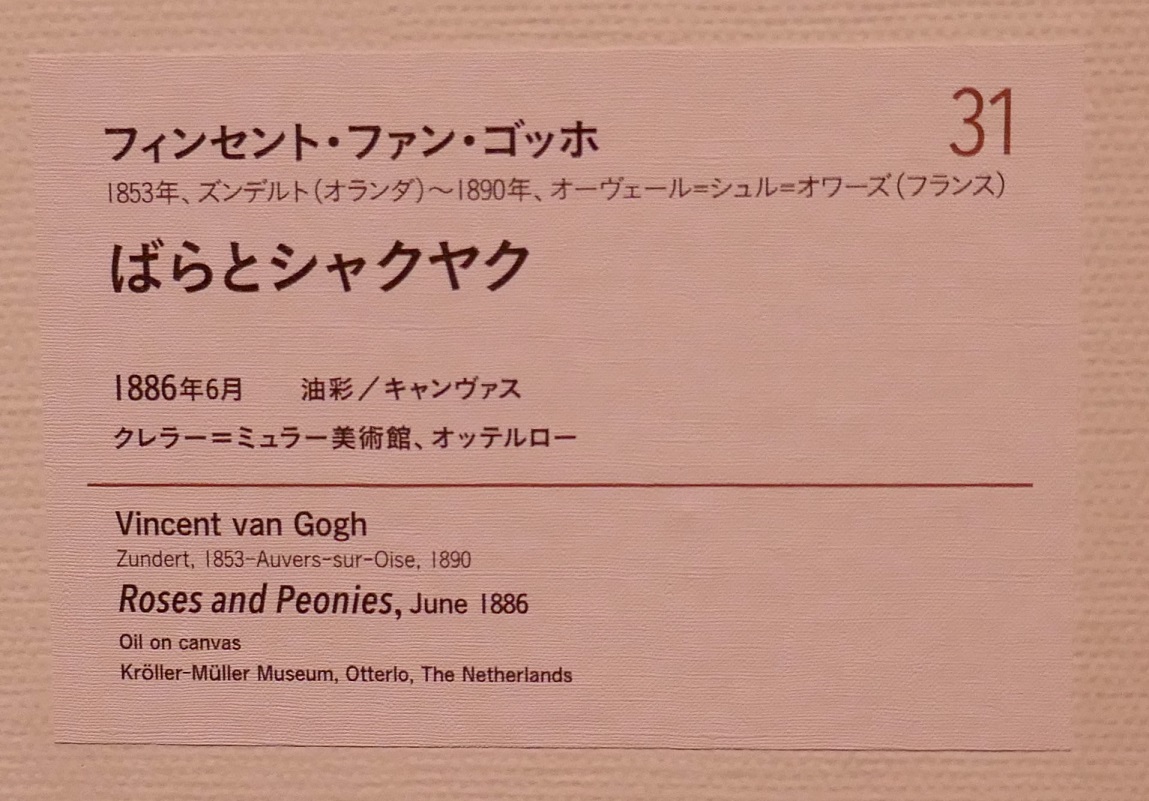 フィンセント・ファン・ゴッホ
31
1853年、ズンデルト（オランダ）～1890年、オーヴェール=シュル=オワーズ（フランス）
ばらとシャクヤク
1886年6月　　油彩／キャンヴァス
クレラー＝ミュラー美術館、オッテルロー
Vincent van Gogh
Zundert, 1853-Auvers-sur-Oise, 1890
Roses and Peonies, June 1886
Oil on canvas
Kröller-Müller Museum, Otterlo, The Netherlands